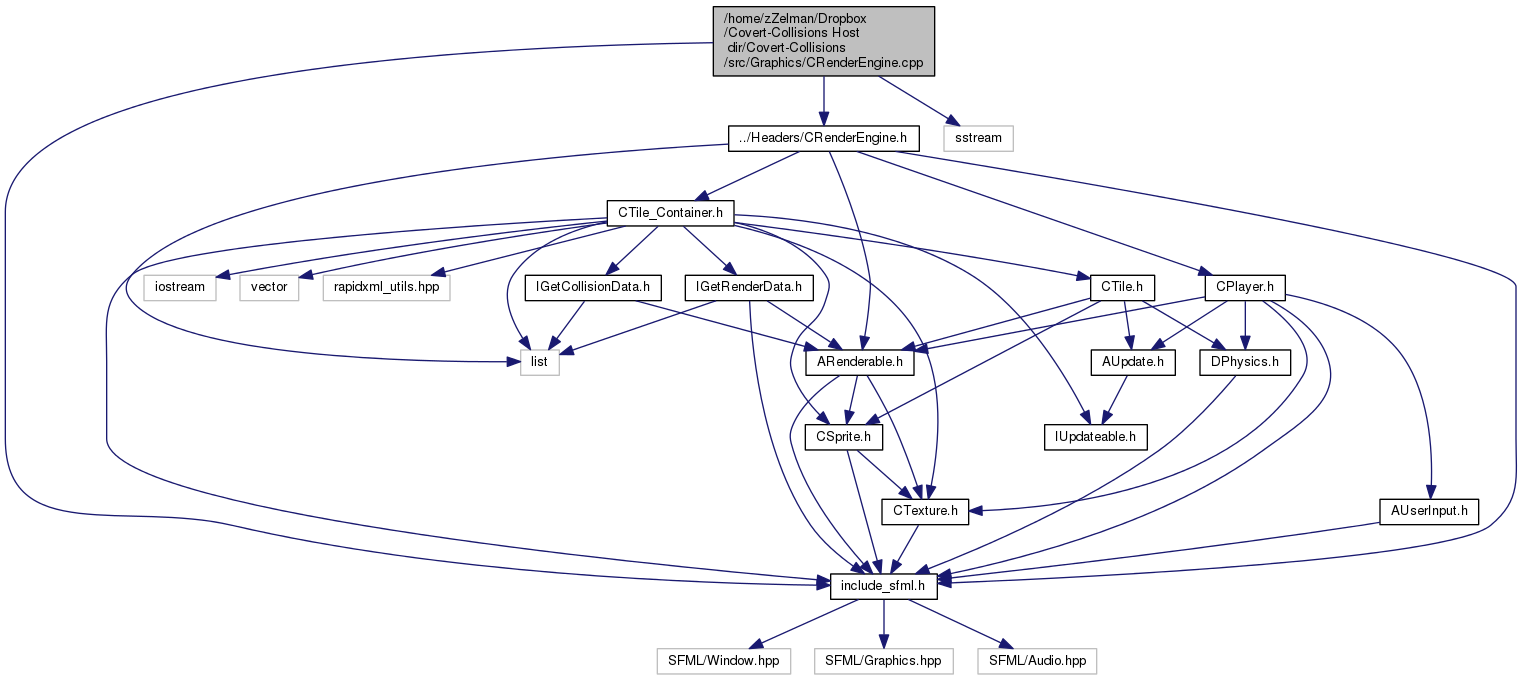 /home/zZelman/Dropbox
/Covert-Collisions Host
dir/Covert-Collisions
/src/Graphics/CRenderEngine.cpp
../Headers/CRenderEngine.h
sstream
CTile_Container.h
iostream
vector
rapidxml_utils.hpp
IGetCollisionData.h
IGetRenderData.h
CTile.h
CPlayer.h
list
ARenderable.h
AUpdate.h
DPhysics.h
CSprite.h
IUpdateable.h
CTexture.h
AUserInput.h
include_sfml.h
SFML/Window.hpp
SFML/Graphics.hpp
SFML/Audio.hpp